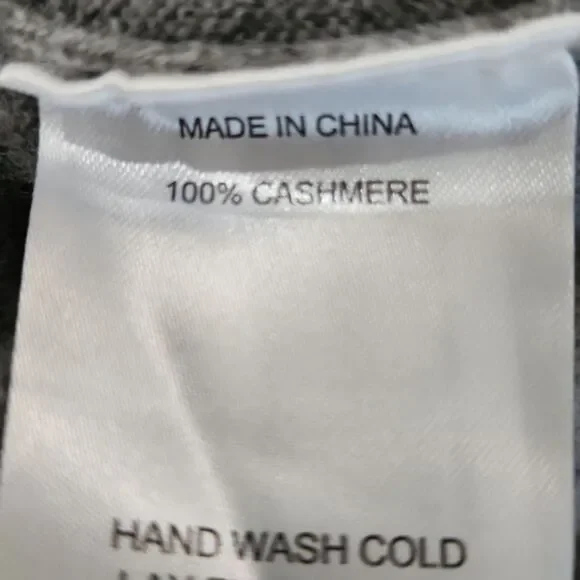 MADE IN CHINA
100% CASHMERE
HAND WASH COLD